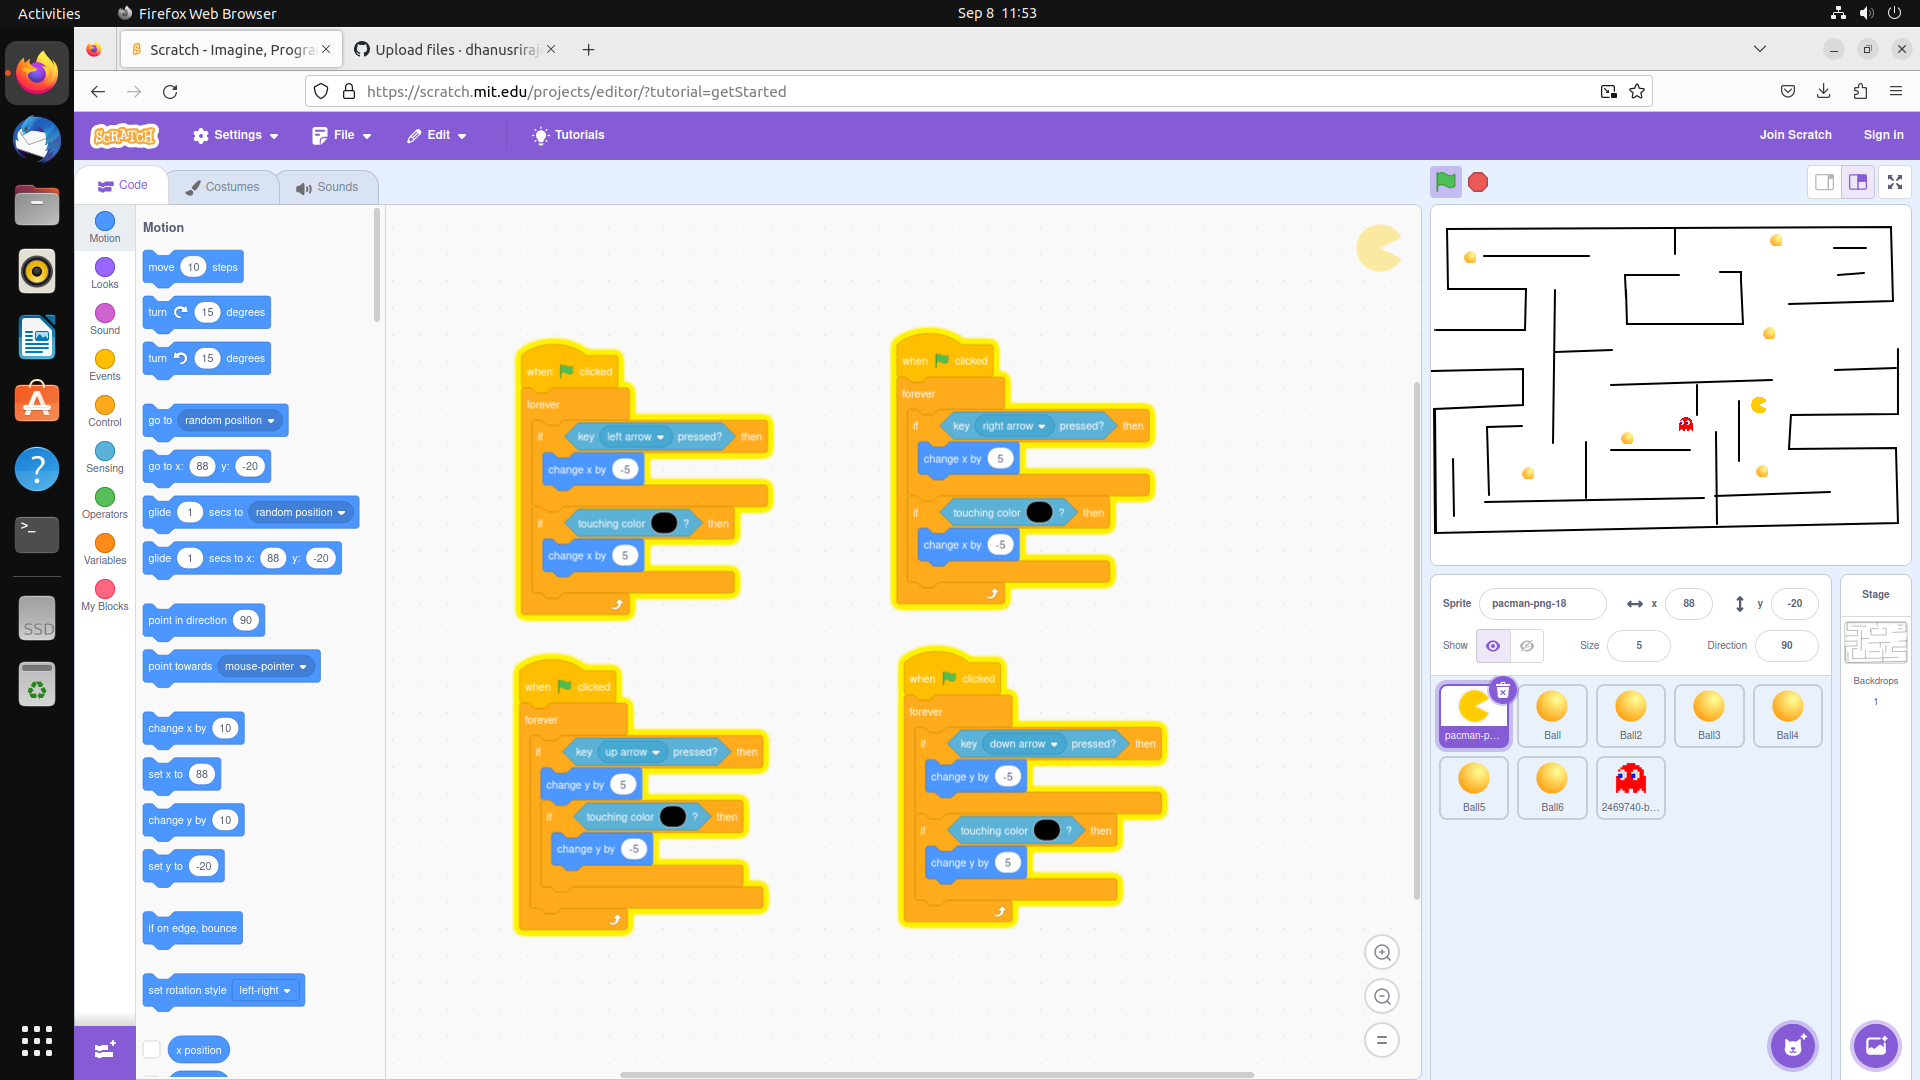 Activities
Firefox Web Browser
Sep 8 11:53
Scratch - Imagine, Progra
Upload files · dhanusriraj
https://scratch.mit.edu/projects/editor/?tutorial=getStarted
SCRATCH
Settings
File
Edit
Tutorials
Join Scratch
Sign in
Code
Costumes
Sounds
Motion
Looks
Sound
Events
Control
Sensing
Operators
Variables
My Blocks
Motion
move 10 steps
turn 15 degrees
turn 15 degrees
go to random position
go to x: 88 y: -20
glide 1 secs to random position
glide 1 secs to x: 88 y: -20
point in direction 90
point towards mouse-pointer
change x by 10
set x to 88
change y by 10
set y to -20
if on edge, bounce
set rotation style left-right
x position
when clicked
forever
if key left arrow pressed? then
change x by -5
if touching color ? then
change x by 5
when clicked
forever
if key right arrow pressed? then
change x by 5
if touching color ? then
change x by -5
when clicked
forever
if key up arrow pressed? then
change y by 5
if touching color ? then
change y by -5
when clicked
forever
if key down arrow pressed? then
change y by -5
if touching color ? then
change y by 5
Sprite pacman-png-18 x 88 y -20
Show Size 5 Direction 90
pacman-p...
Ball
Ball2
Ball3
Ball4
Ball5
Ball6
2469740-b...
Stage
Backdrops
1
SSD